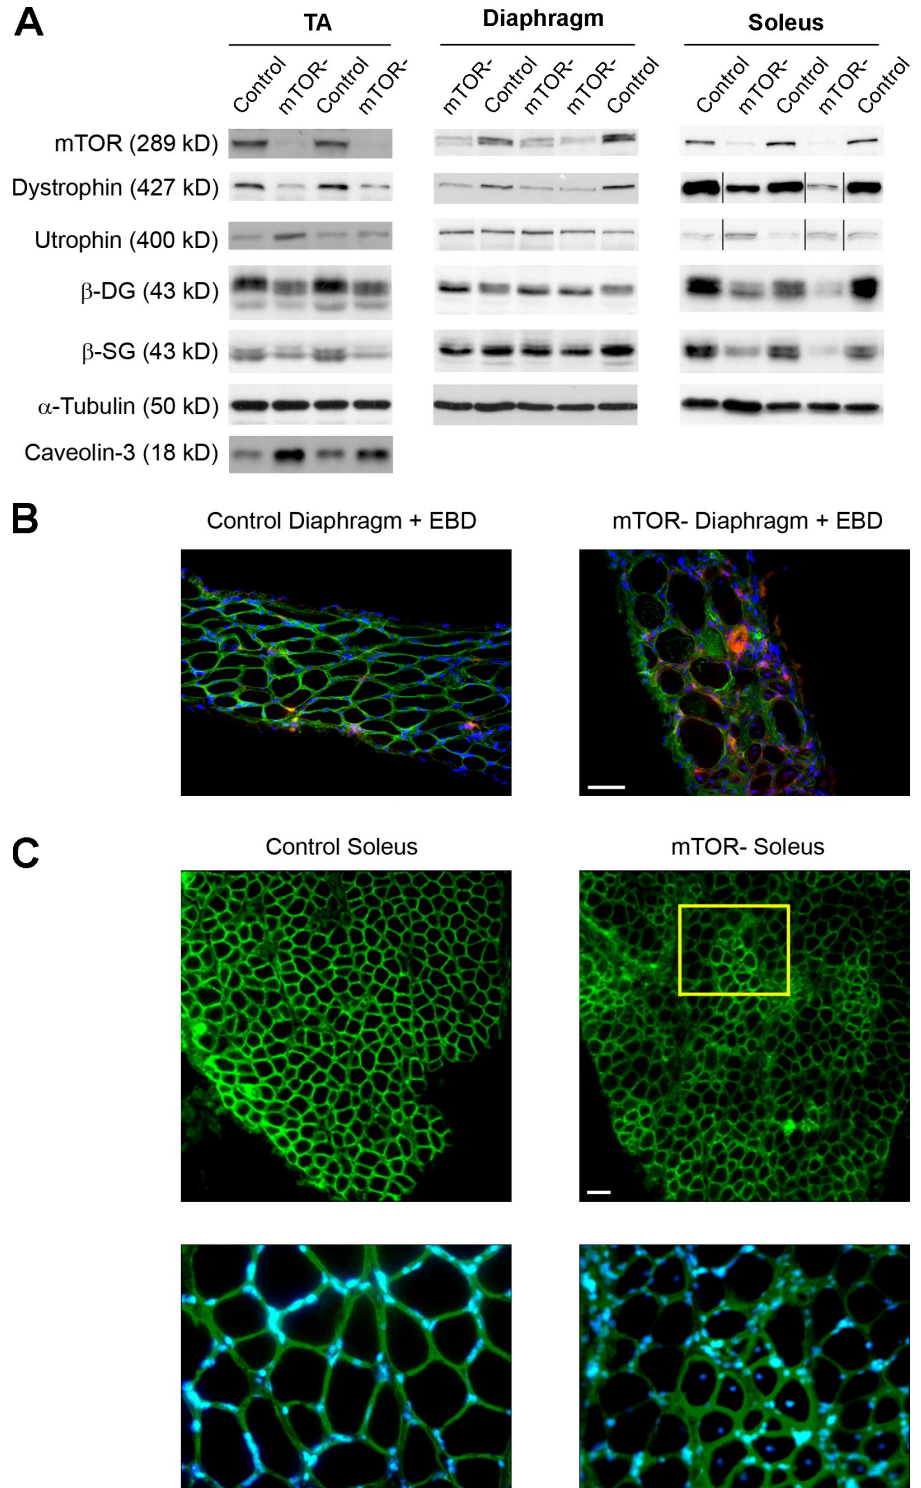 A
TA Diaphragm Soleus
Control mTOR- Control mTOR- mTOR- Control mTOR- mTOR- Control Control mTOR- Control mTOR- Control
mTOR (289 kD)
Dystrophin (427 kD)
Utrophin (400 kD)
β-DG (43 kD)
β-SG (43 kD)
α-Tubulin (50 kD)
Caveolin-3 (18 kD)
B
Control Diaphragm + EBD mTOR- Diaphragm + EBD
C
Control Soleus mTOR- Soleus